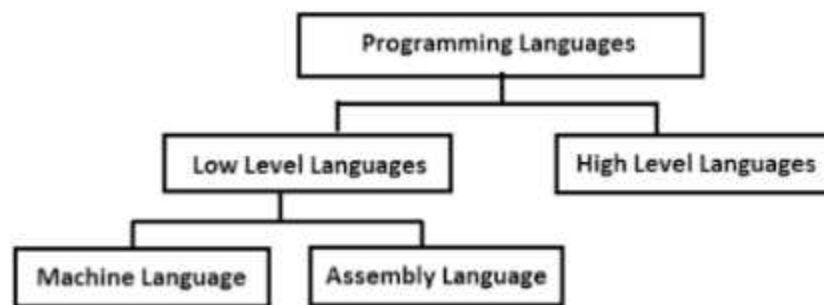 Programming Languages
Low Level Languages
High Level Languages
Machine Language
Assembly Language